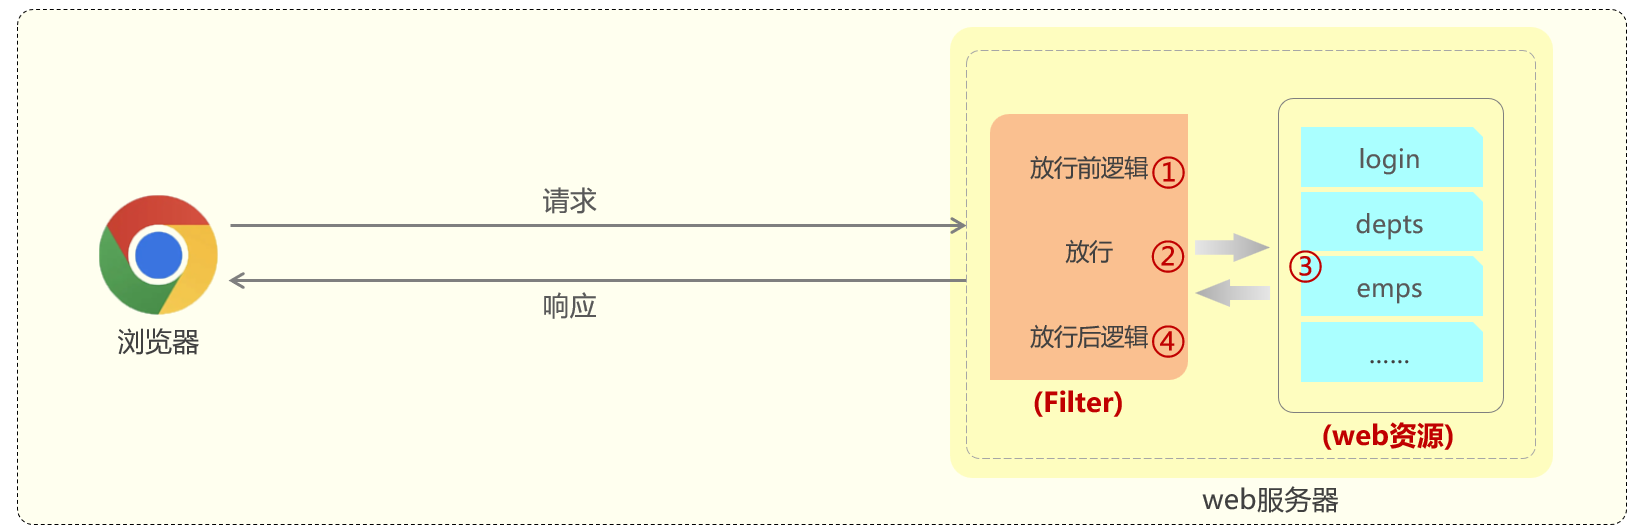 请求
响应
浏览器
放行前逻辑①
放行②
放行后逻辑④
(Filter)
③
login
depts
emps
……
(web资源)
web服务器